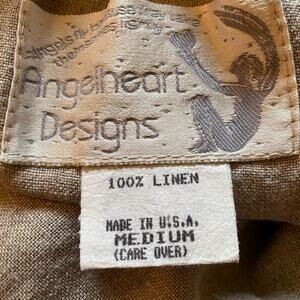 Angels fly because they take
themselves lightly
Angelheart
Designs
100% LINEN
MADE IN U.S.A.
MEDIUM
(CARE OVER)